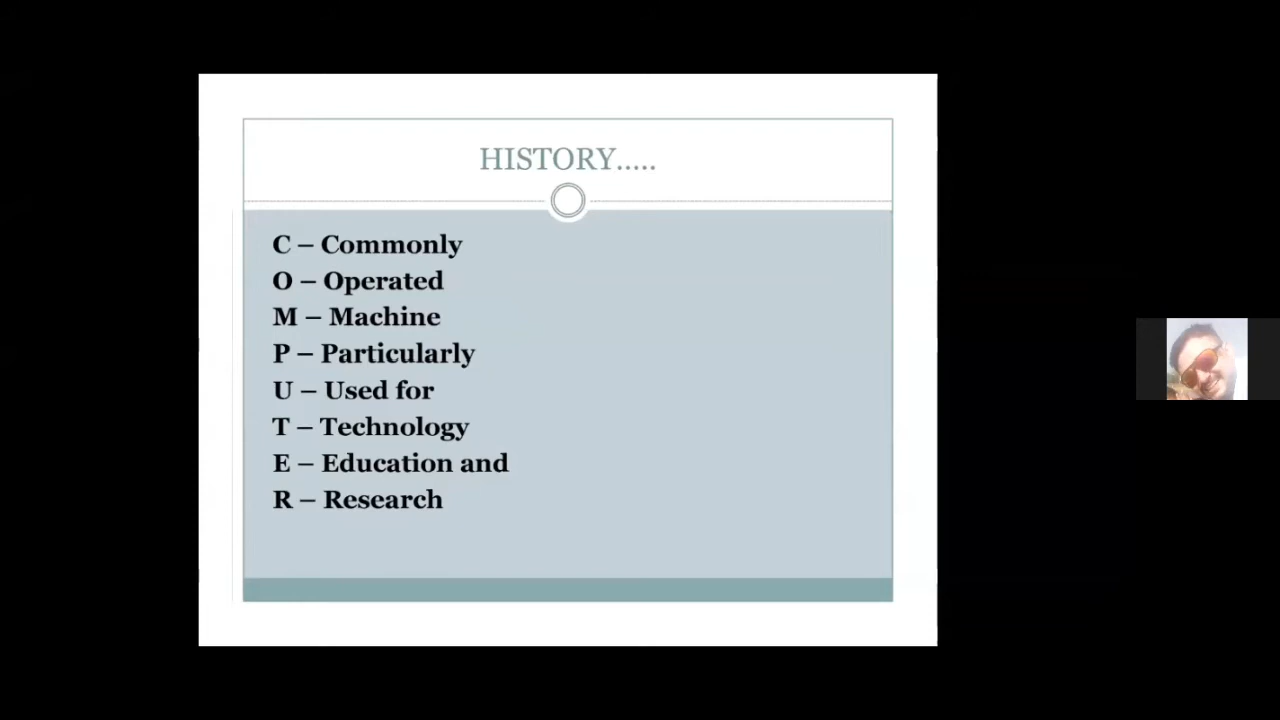 HISTORY.....
C – Commonly
O – Operated
M – Machine
P – Particularly
U – Used for
T – Technology
E – Education and
R – Research